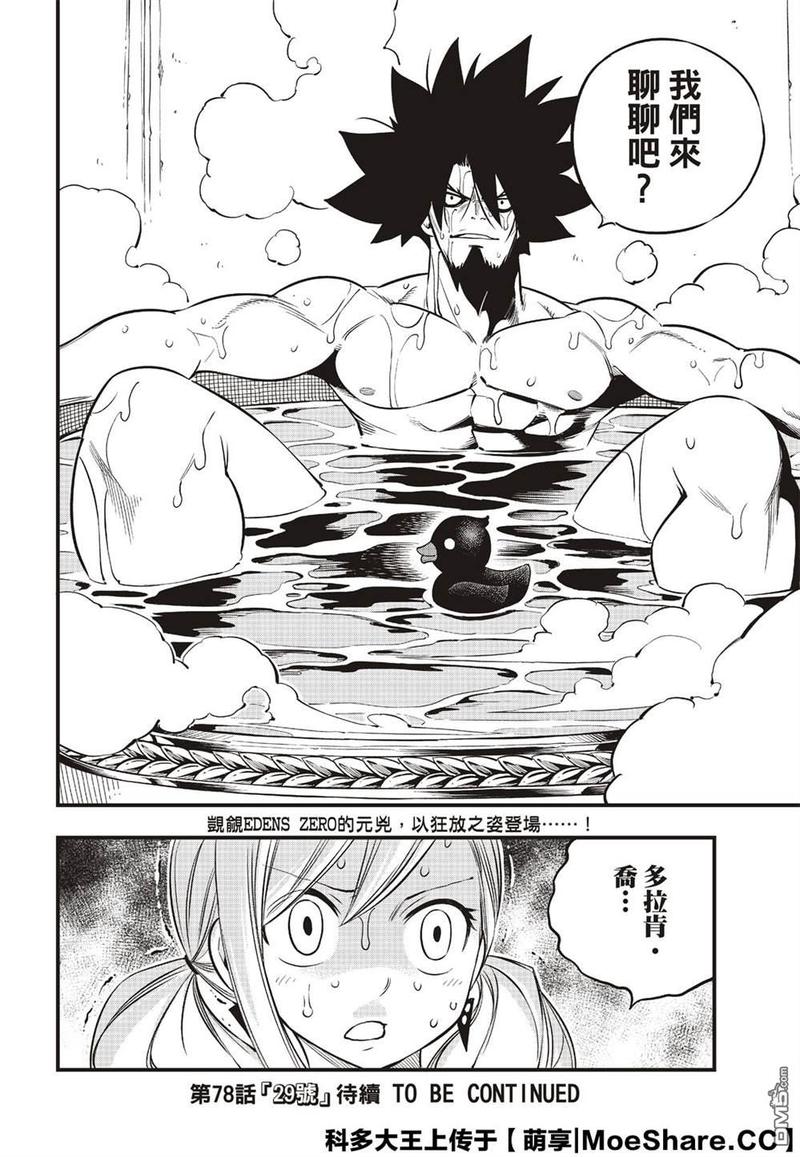 我們來
聊聊吧？
覬覦EDENS ZERO的元兇，以狂放之姿登場……！
多拉肯·
喬…
第78話『29號』待續 TO BE CONTINUED
科多大王上传于【萌享|MoeShare.CC】
DM5.com